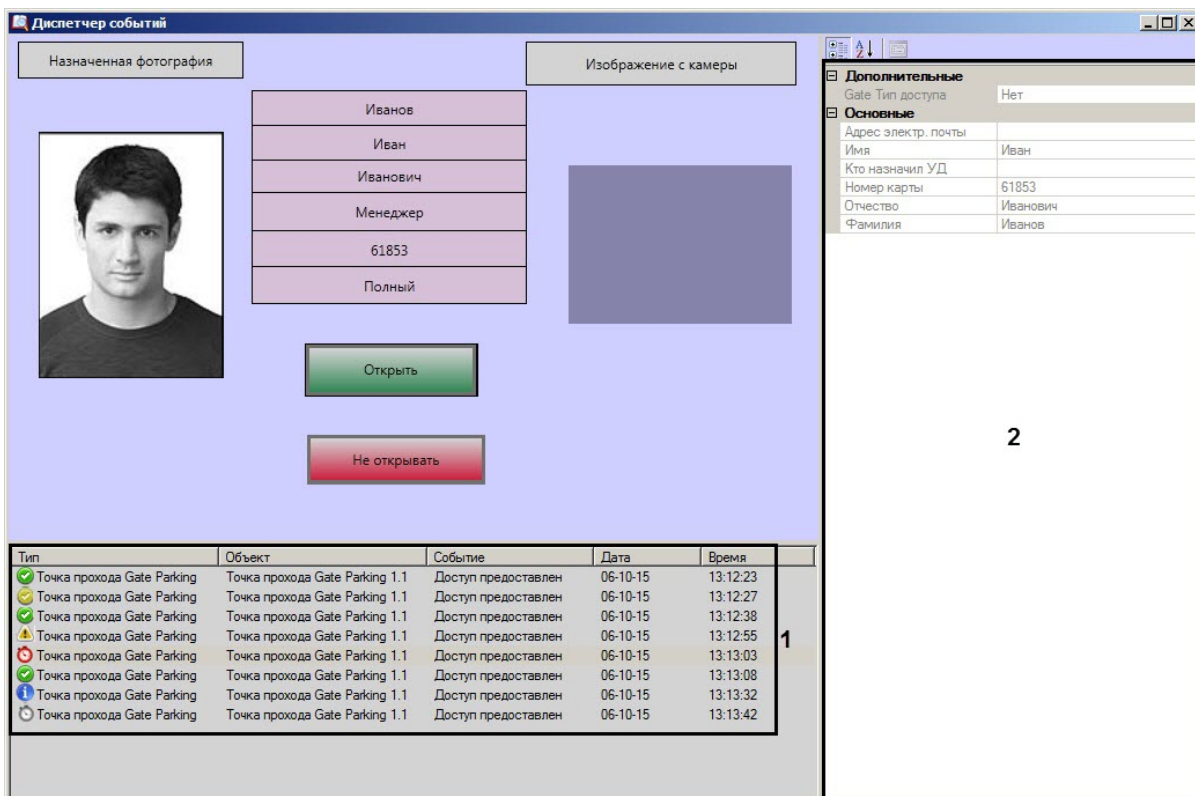 Диспетчер событий
Назначенная фотография
Изображение с камеры
Иванов
Иван
Иванович
Менеджер
61853
Полный
Открыть
Не открывать
Дополнительные
Gate Тип доступа Нет
Основные
Адрес электр. почты
Имя Иван
Кто назначил УД
Номер карты 61853
Отчество Иванович
Фамилия Иванов
2
Тип Объект Событие Дата Время
Точка прохода Gate Parking Точка прохода Gate Parking 1.1 Доступ предоставлен 06-10-15 13:12:23
Точка прохода Gate Parking Точка прохода Gate Parking 1.1 Доступ предоставлен 06-10-15 13:12:27
Точка прохода Gate Parking Точка прохода Gate Parking 1.1 Доступ предоставлен 06-10-15 13:12:38
Точка прохода Gate Parking Точка прохода Gate Parking 1.1 Доступ предоставлен 06-10-15 13:12:55
1
Точка прохода Gate Parking Точка прохода Gate Parking 1.1 Доступ предоставлен 06-10-15 13:13:03
Точка прохода Gate Parking Точка прохода Gate Parking 1.1 Доступ предоставлен 06-10-15 13:13:08
Точка прохода Gate Parking Точка прохода Gate Parking 1.1 Доступ предоставлен 06-10-15 13:13:32
Точка прохода Gate Parking Точка прохода Gate Parking 1.1 Доступ предоставлен 06-10-15 13:13:42